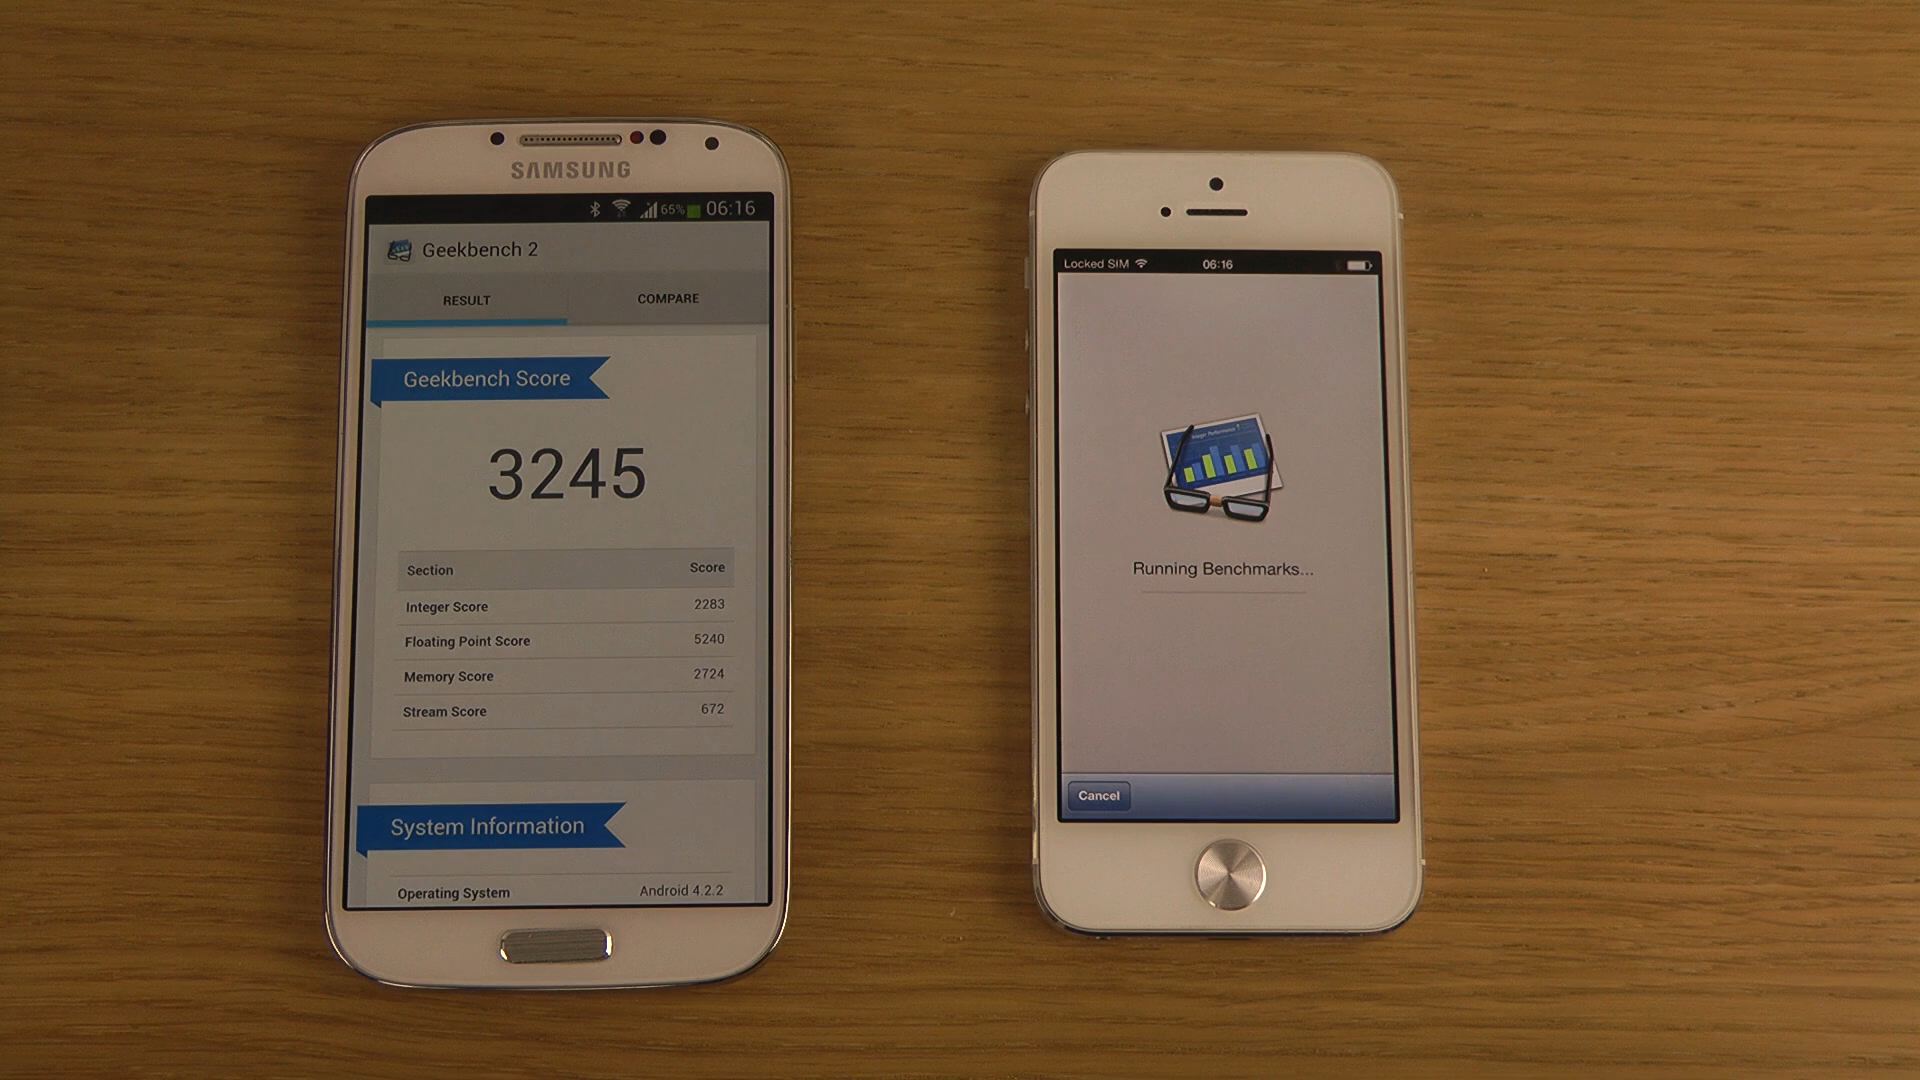 SAMSUNG
65% 06:16
Geekbench 2
RESULT COMPARE
Geekbench Score
3245
Section Score
Integer Score 2283
Floating Point Score 5240
Memory Score 2724
Stream Score 672
System Information
Operating System Android 4.2.2
Locked SIM 06:16
Integer Performance
Running Benchmarks...
Cancel